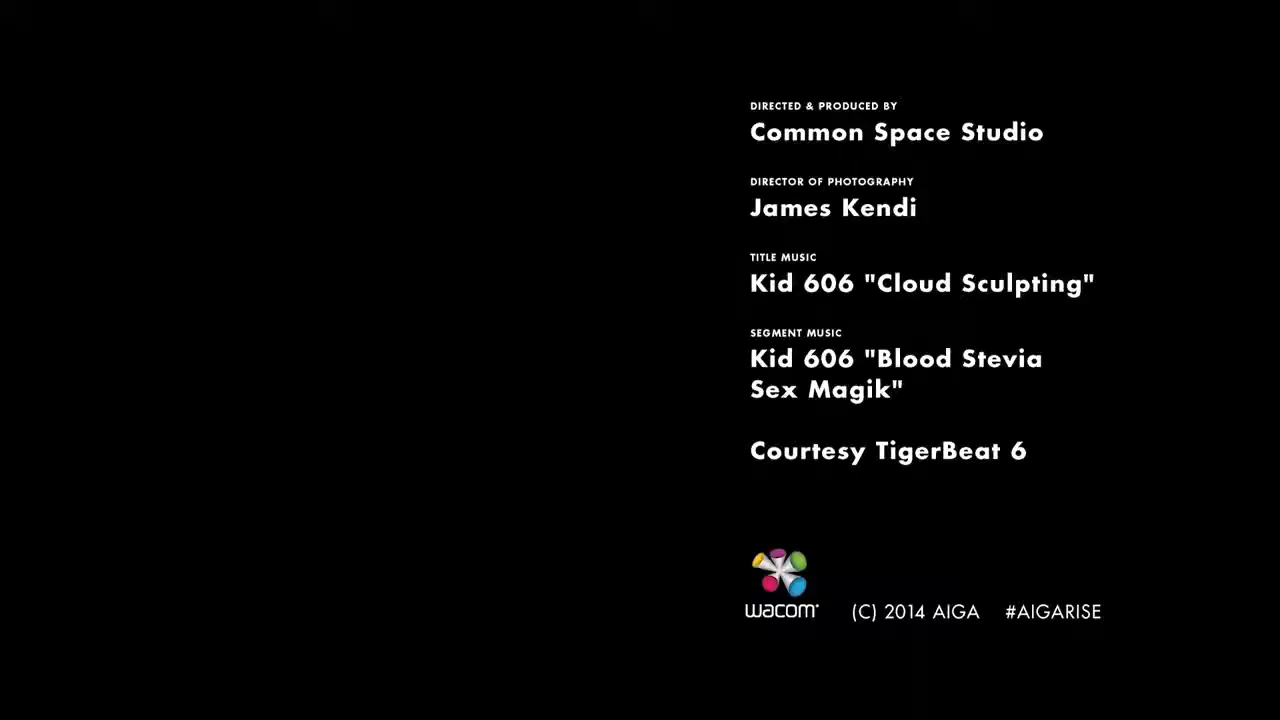 DIRECTED & PRODUCED BY
Common Space Studio
DIRECTOR OF PHOTOGRAPHY
James Kendi
TITLE MUSIC
Kid 606 "Cloud Sculpting"
SEGMENT MUSIC
Kid 606 "Blood Stevia
Sex Magik"
Courtesy TigerBeat 6
wacom
(C) 2014 AIGA #AIGARISE